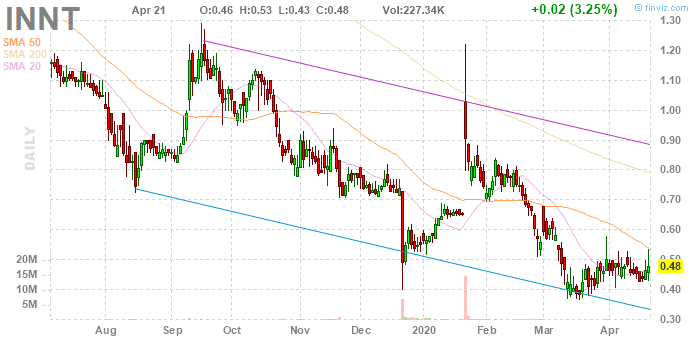 INNT Apr 21 O:0.46 H:0.53 L:0.43 C:0.48 Vol:227.34K +0.02 (3.25%) © finviz.com
SMA 50
SMA 200
SMA 20
DAILY
1.30
1.20
1.10
1.00
0.90
0.80
0.70
0.60
0.50
0.48
0.40
0.30
20M
15M
10M
5M
Aug Sep Oct Nov Dec 2020 Feb Mar Apr